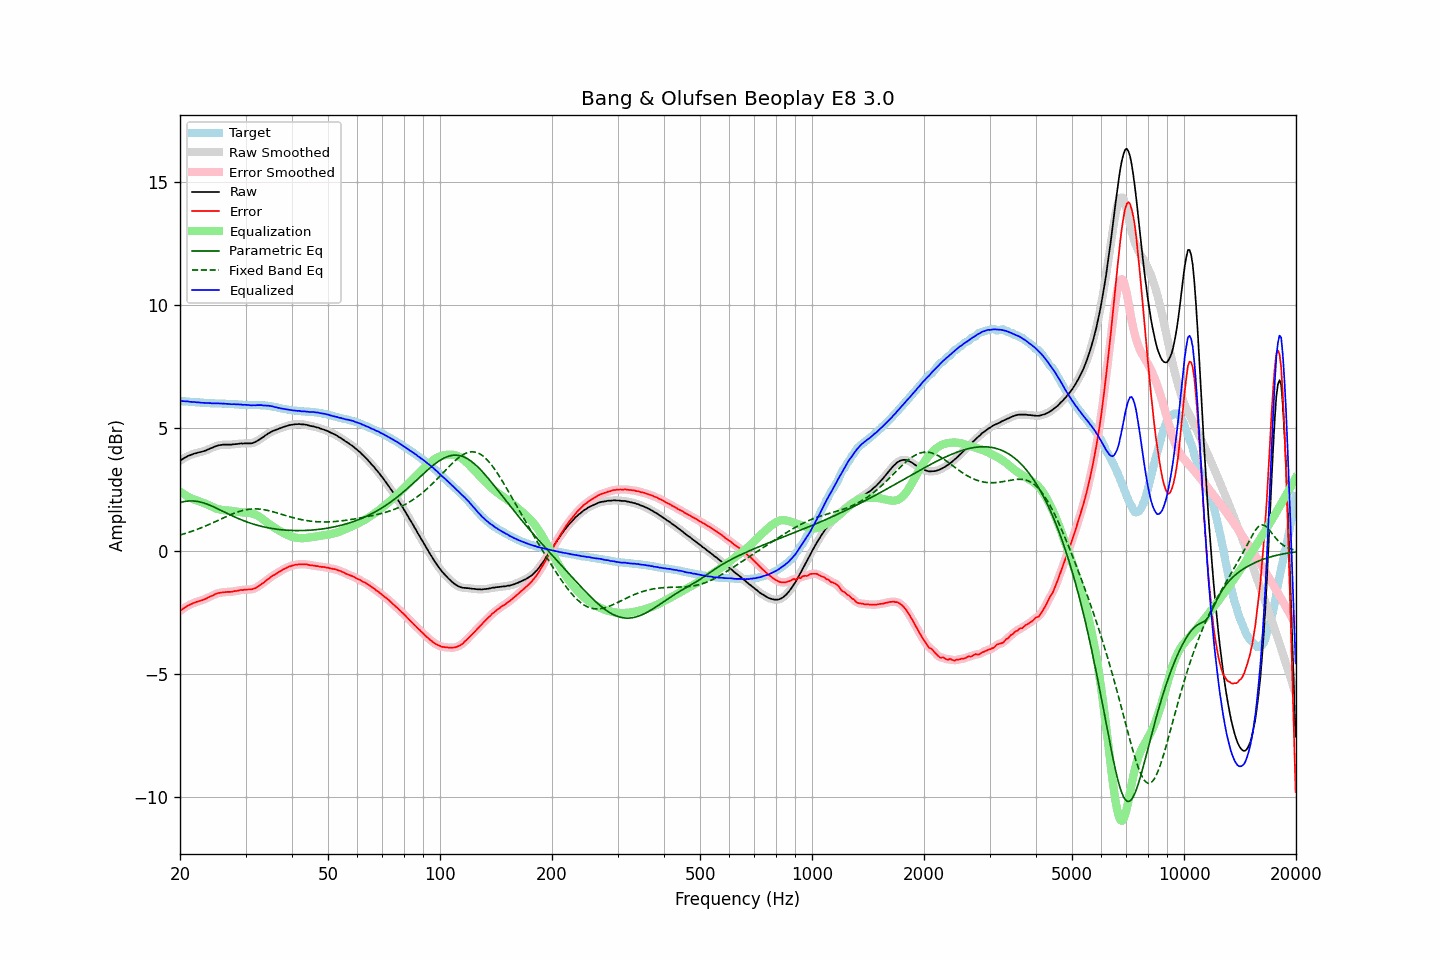 Bang & Olufsen Beoplay E8 3.0
Target
Raw Smoothed
Error Smoothed
Raw
Error
Equalization
Parametric Eq
Fixed Band Eq
Equalized
Amplitude (dBr)
15
10
5
0
−5
−10
20 50 100 200 500 1000 2000 5000 10000 20000
Frequency (Hz)